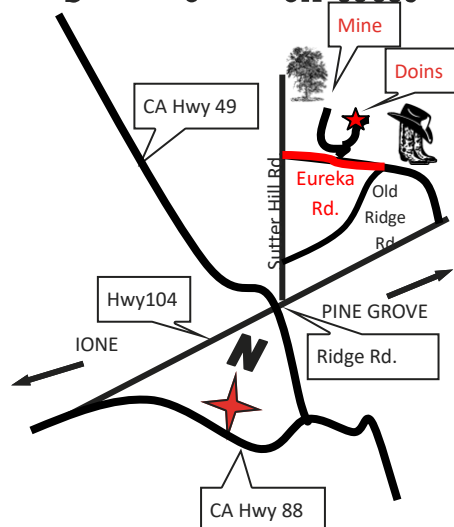 Mine
Doins
CA Hwy 49
Sutter Hill Rd
Eureka
Rd.
Old
Ridge
Rd
Hwy104
PINE GROVE
IONE
N
Ridge Rd.
CA Hwy 88